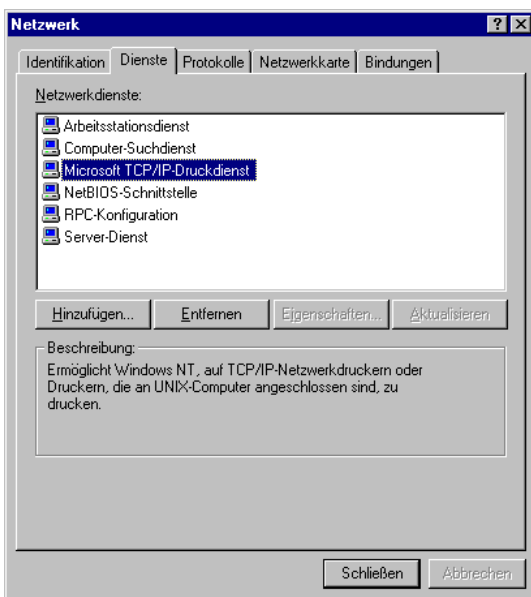 Netzwerk
Identifikation Dienste Protokolle Netzwerkkarte Bindungen
Netzwerkdienste:
Arbeitsstationsdienst
Computer-Suchdienst
Microsoft TCP/IP-Druckdienst
NetBIOS-Schnittstelle
RPC-Konfiguration
Server-Dienst
Hinzufügen... Entfernen Eigenschaften... Aktualisieren
Beschreibung:
Ermöglicht Windows NT, auf TCP/IP-Netzwerkdruckern oder
Druckern, die an UNIX-Computer angeschlossen sind, zu
drucken.
Schließen Abbrechen